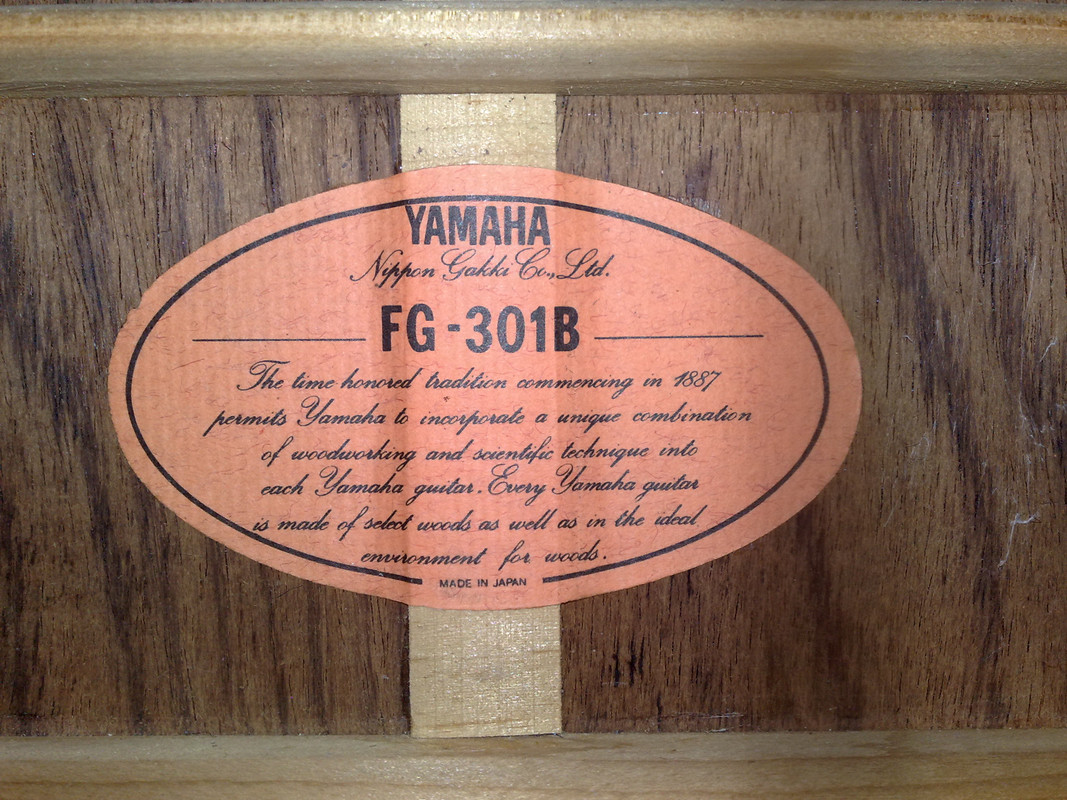 YAMAHA
Nippon Gakki Co., Ltd.
FG-301B
The time honored tradition commencing in 1887
permits Yamaha to incorporate a unique combination
of woodworking and scientific technique into
each Yamaha guitar. Every Yamaha guitar
is made of select woods as well as in the ideal
environment for woods.
MADE IN JAPAN